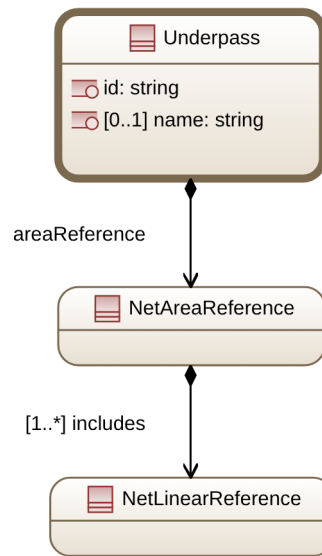 Underpass
id: string
[0..1] name: string
areaReference
NetAreaReference
[1..*] includes
NetLinearReference